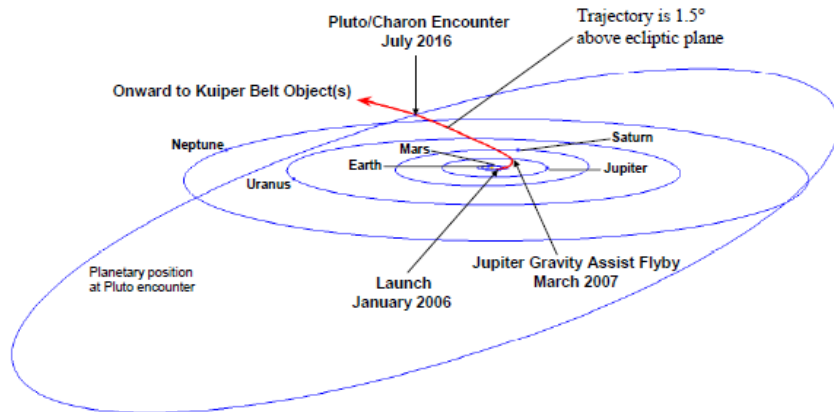 Pluto/Charon Encounter
July 2016
Trajectory is 1.5°
above ecliptic plane
Onward to Kuiper Belt Object(s)
Neptune
Mars
Saturn
Earth
Jupiter
Uranus
Planetary position
at Pluto encounter
Launch
January 2006
Jupiter Gravity Assist Flyby
March 2007